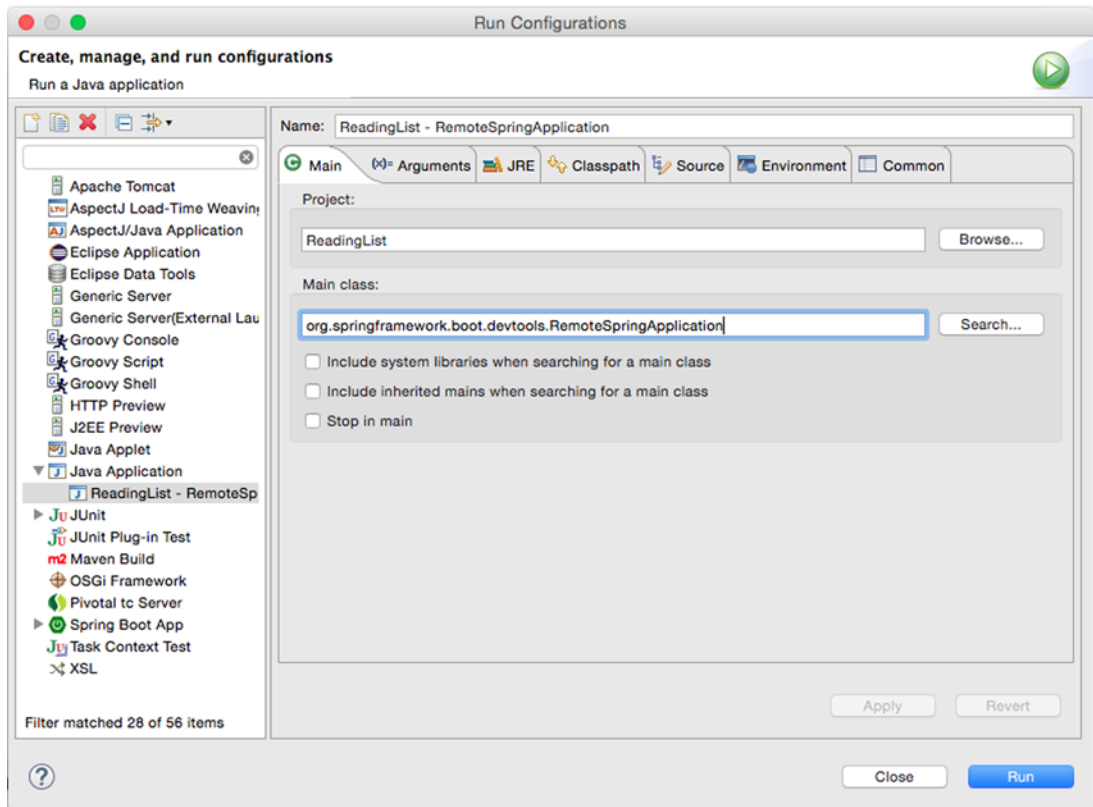 Run Configurations
Create, manage, and run configurations
Run a Java application
Name: ReadingList - RemoteSpringApplication
Main (x)= Arguments JRE Classpath Source Environment Common
Apache Tomcat
LTW AspectJ Load-Time Weaving
AJ AspectJ/Java Application
Eclipse Application
Eclipse Data Tools
Generic Server
Generic Server(External Lau
Groovy Console
Groovy Script
Groovy Shell
HTTP Preview
J2EE Preview
Java Applet
Java Application
ReadingList - RemoteSp
JUnit
JUnit Plug-in Test
m2 Maven Build
OSGi Framework
Pivotal tc Server
Spring Boot App
Task Context Test
XSL
Filter matched 28 of 56 items
Project:
ReadingList Browse...
Main class:
org.springframework.boot.devtools.RemoteSpringApplication Search...
Include system libraries when searching for a main class
Include inherited mains when searching for a main class
Stop in main
Apply Revert
? Close Run